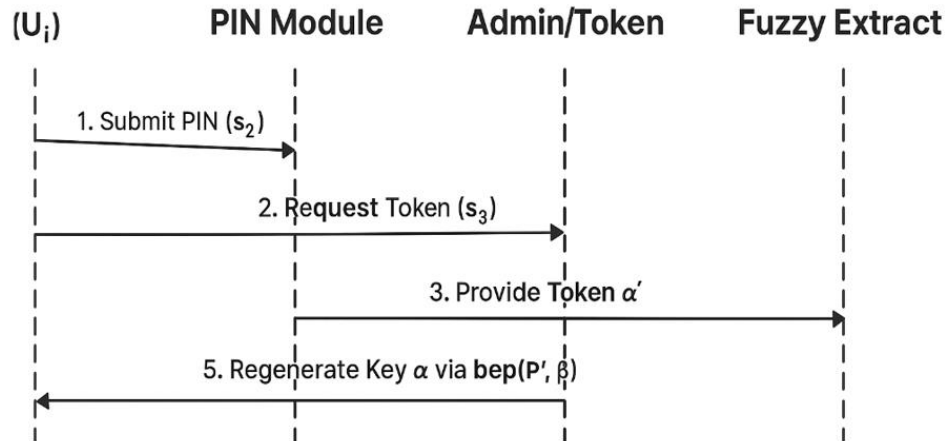 (Uᵢ) PIN Module Admin/Token Fuzzy Extract
1. Submit PIN (s₂)
2. Request Token (s₃)
3. Provide Token α′
5. Regenerate Key α via bep(P′, β)